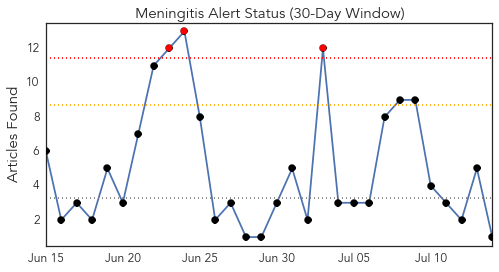 Meningitis Alert Status (30-Day Window)
Articles Found
12
10
8
6
4
2
Jun 15
Jun 20
Jun 25
Jun 30
Jul 05
Jul 10